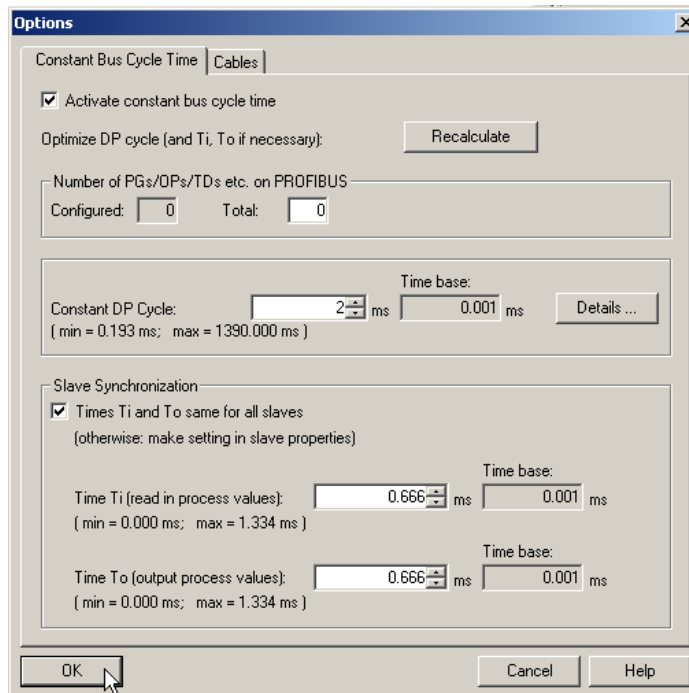 Options
Constant Bus Cycle Time Cables
Activate constant bus cycle time
Optimize DP cycle (and Ti, To if necessary): Recalculate
Number of PGs/OPs/TDs etc. on PROFIBUS
Configured: 0 Total: 0
Time base:
Constant DP Cycle: 2 ms 0.001 ms Details ...
( min = 0.193 ms; max = 1390.000 ms )
Slave Synchronization
Times Ti and To same for all slaves
(otherwise: make setting in slave properties)
Time base:
Time Ti (read in process values): 0.666 ms 0.001 ms
( min = 0.000 ms; max = 1.334 ms )
Time base:
Time To (output process values): 0.666 ms 0.001 ms
( min = 0.000 ms; max = 1.334 ms )
OK Cancel Help